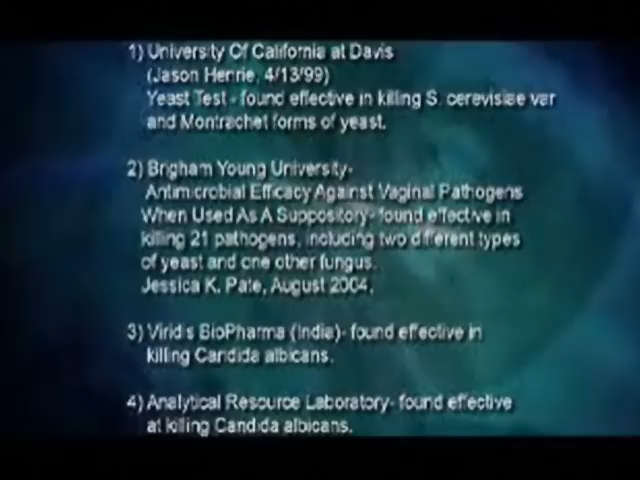 1) University Of California at Davis
(Jason Henrie, 4/13/99)
Yeast Test - found effective in killing S. cerevisiae var
and Montrachet forms of yeast.
2) Brigham Young University-
Antimicrobial Efficacy Against Vaginal Pathogens
When Used As A Suppository- found effective in
killing 21 pathogens, including two different types
of yeast and one other fungus.
Jessica K. Pate, August 2004.
3) Viridis BioPharma (India)- found effective in
killing Candida albicans.
4) Analytical Resource Laboratory- found effective
at killing Candida albicans.